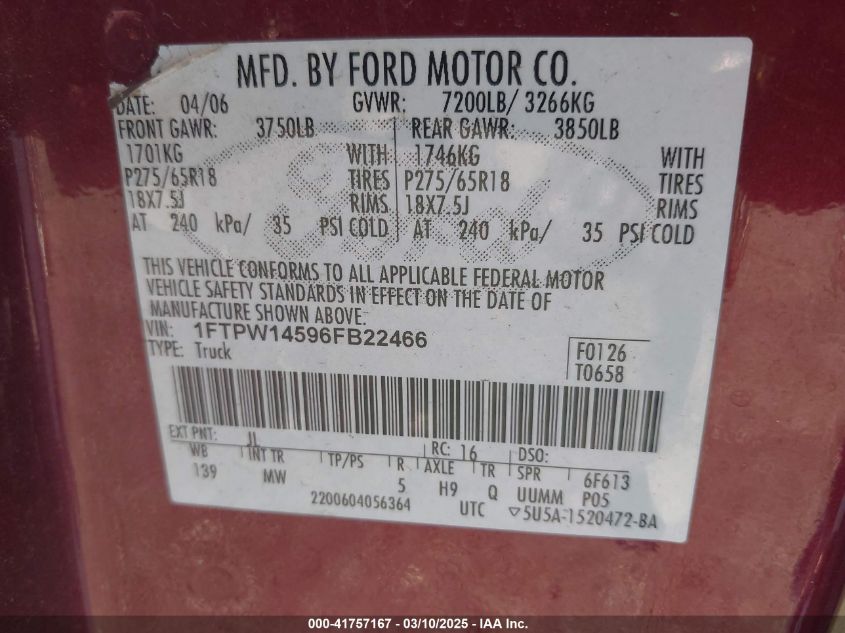 MFD. BY FORD MOTOR CO.
DATE: 04/06 GVWR: 7200LB/ 3266KG
FRONT GAWR: 3750LB REAR GAWR: 3850LB
1701KG WITH 1746KG WITH
P275/65R18 TIRES P275/65R18 TIRES
18X7.5J RIMS 18X7.5J RIMS
AT 240 kPa/ 35 PSI COLD AT 240 kPa/ 35 PSI COLD
THIS VEHICLE CONFORMS TO ALL APPLICABLE FEDERAL MOTOR
VEHICLE SAFETY STANDARDS IN EFFECT ON THE DATE OF
MANUFACTURE SHOWN ABOVE.
VIN: 1FTPW14596FB22466
TYPE: Truck F0126
T0658
EXT PNT: JL RC: 16 DSO:
WB INT TR TP/PS R AXLE TR SPR 6F613
139 MW 5 H9 Q UUMM P05
2200604056364 UTC ▽5U5A-1520472-BA
000-41757167 - 03/10/2025 - IAA Inc.